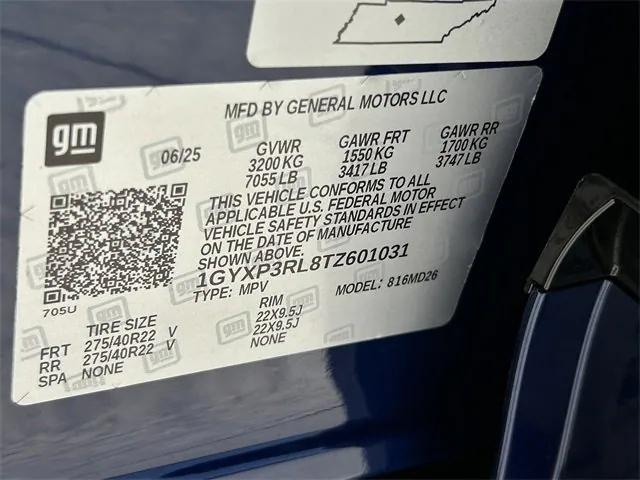 MFD BY GENERAL MOTORS LLC
gm
06/25
GVWR GAWR FRT GAWR RR
3200 KG 1550 KG 1700 KG
7055 LB 3417 LB 3747 LB
THIS VEHICLE CONFORMS TO ALL
APPLICABLE U.S. FEDERAL MOTOR
VEHICLE SAFETY STANDARDS IN EFFECT
ON THE DATE OF MANUFACTURE
SHOWN ABOVE.
1GYXP3RL8TZ601031
TYPE: MPV MODEL: 816MD26
705U
TIRE SIZE RIM
FRT 275/40R22 V 22X9.5J
RR 275/40R22 V 22X9.5J
SPA NONE NONE